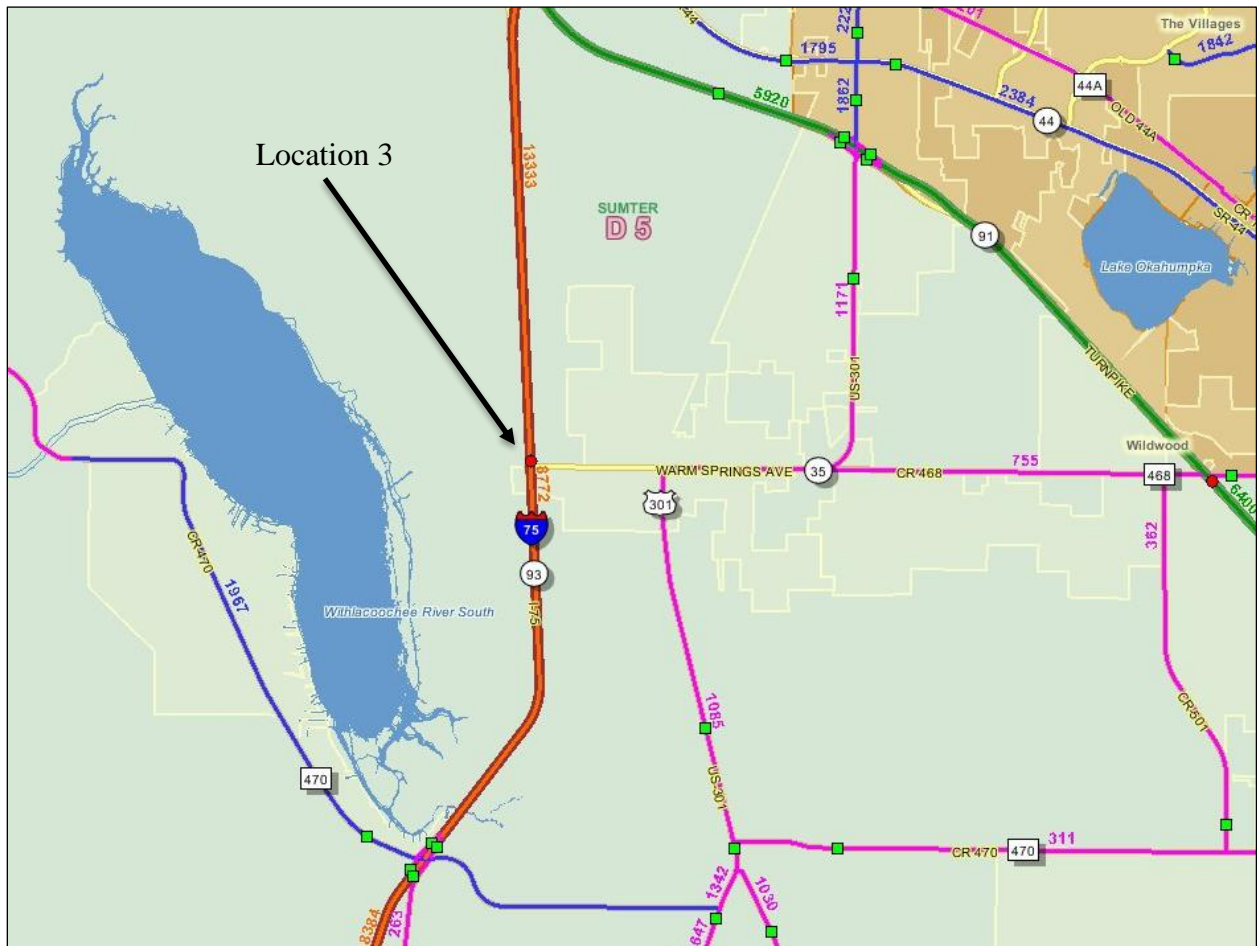 The Villages
1842
44A
OLD 44A
1795
2384
44
SR 44
5920
1862
Location 3
13333
SUMTER
D 5
91
Lake Okahumpka
1171
US-301
TURNPIKE
Wildwood
WARM SPRINGS AVE
35
CR 468
755
468
6400
8772
301
75
93
I-75
362
CR 470
1967
Withlacoochee River South
1085
US-301
CR 501
470
CR 470
470
311
1342
1030
647
263
8384